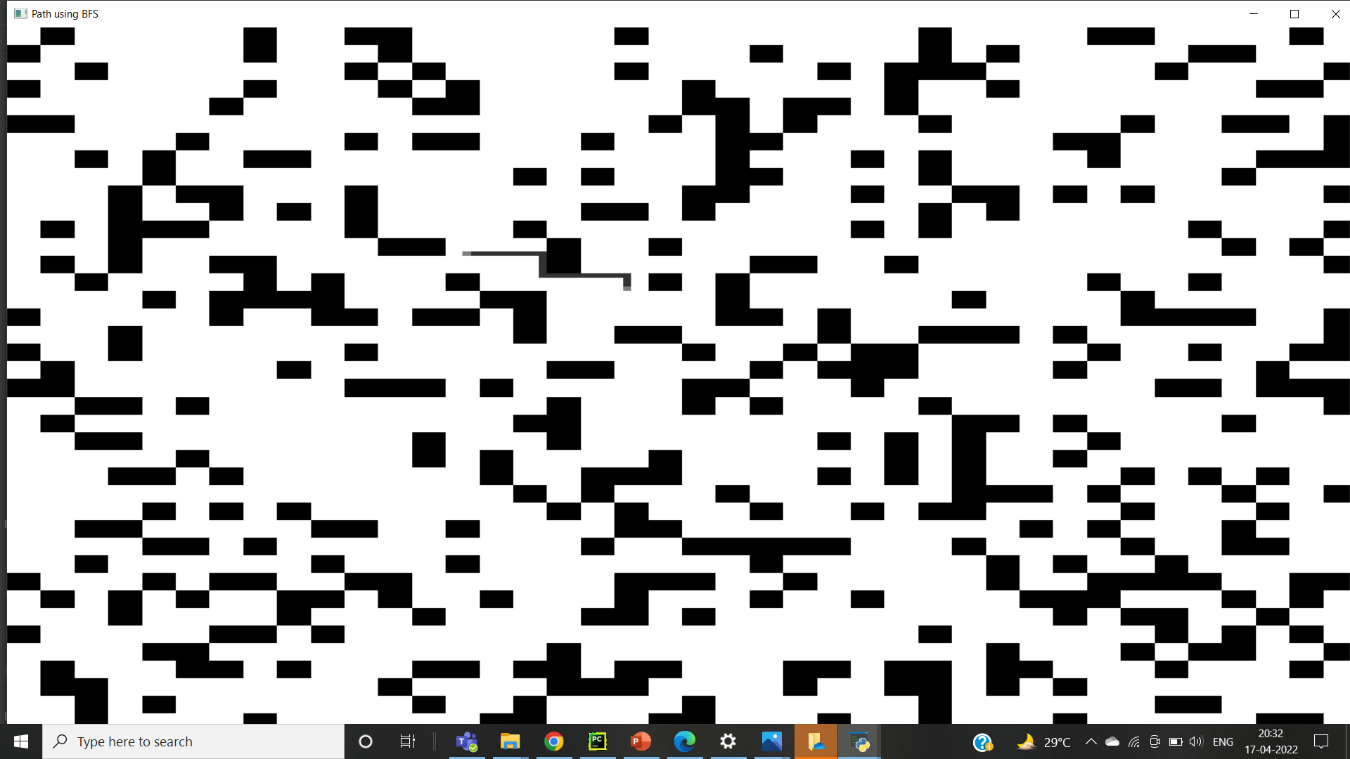 Path using BFS
Type here to search
29°C
ENG
20:32
17-04-2022